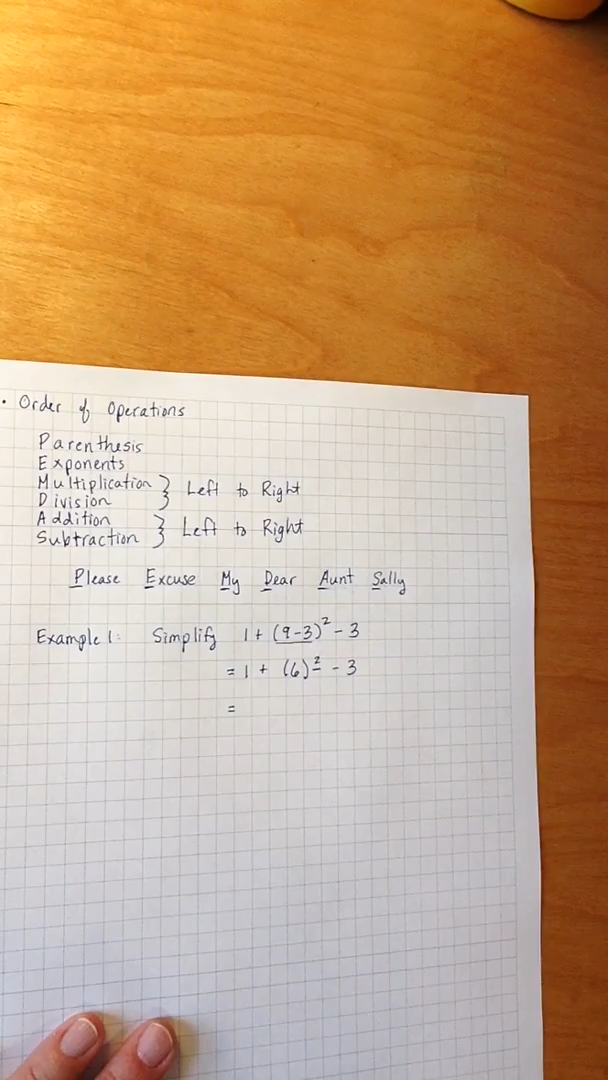 • Order of Operations
Parenthesis
Exponents
Multiplication } Left to Right
Division
Addition } Left to Right
Subtraction
Please Excuse My Dear Aunt Sally
Example 1: Simplify 1 + (9-3)² - 3
= 1 + (6)² - 3
=